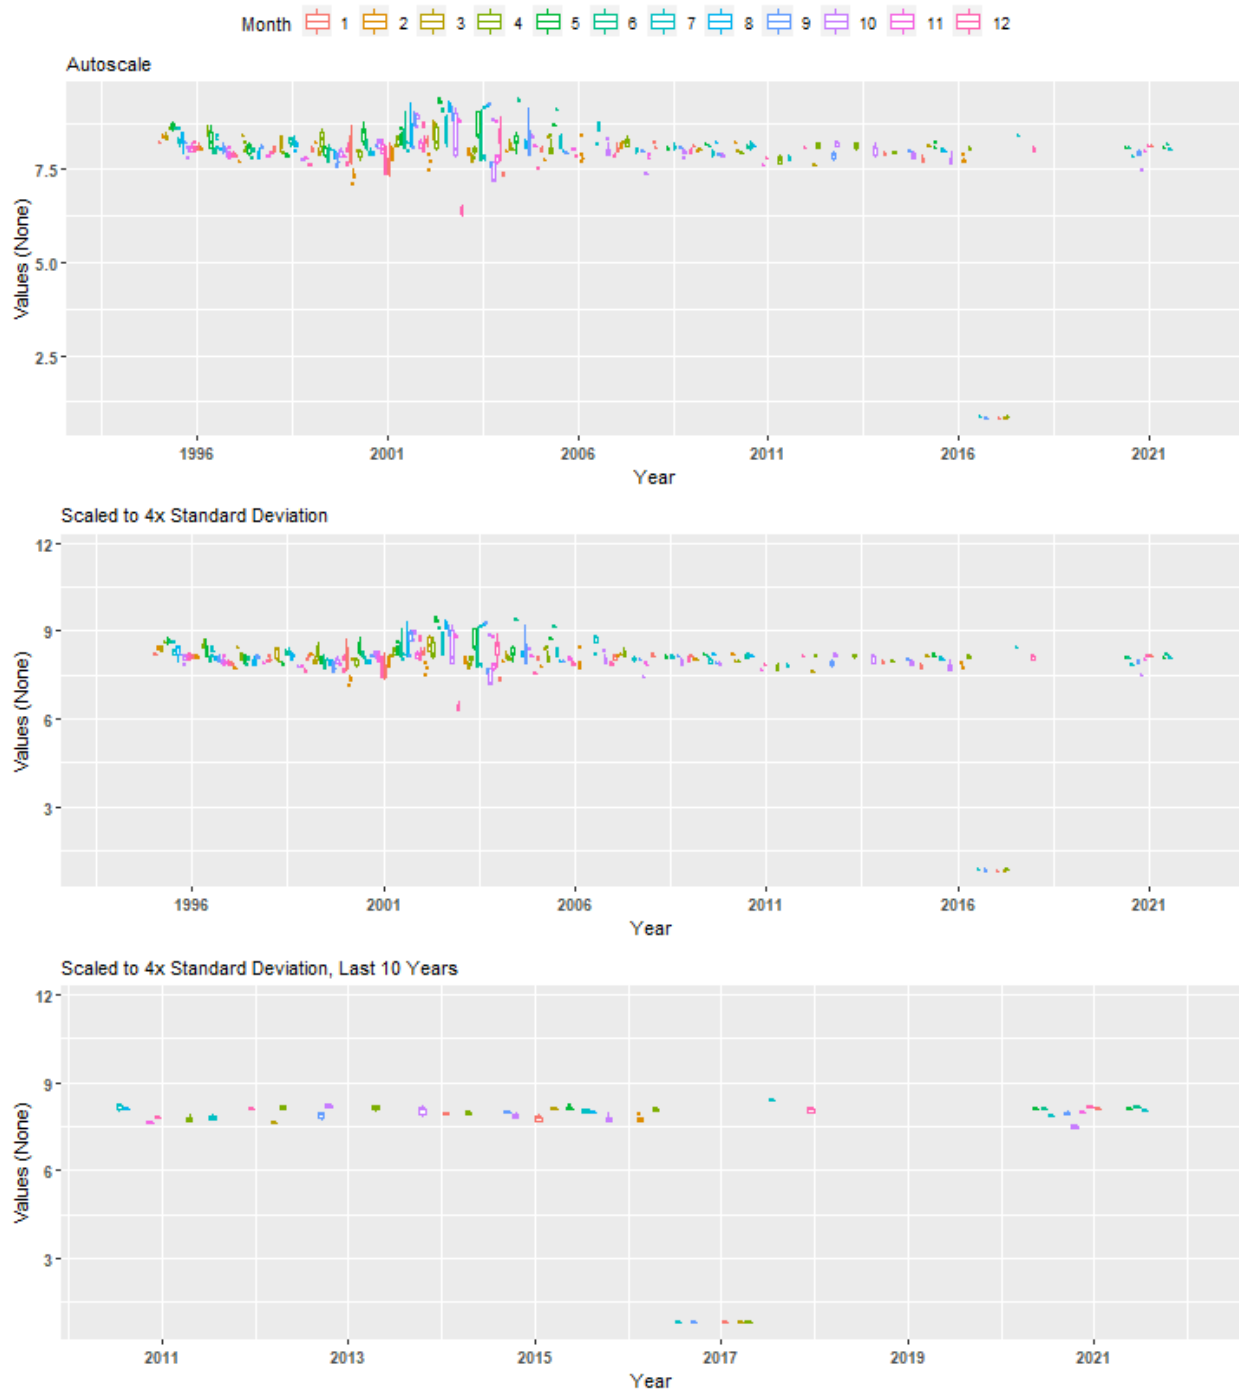 Month 1 2 3 4 5 6 7 8 9 10 11 12
Autoscale
Values (None)
7.5
5.0
2.5
1996 2001 2006 2011 2016 2021
Year
Scaled to 4x Standard Deviation
Values (None)
12
9
6
3
1996 2001 2006 2011 2016 2021
Year
Scaled to 4x Standard Deviation, Last 10 Years
Values (None)
12
9
6
3
2011 2013 2015 2017 2019 2021
Year